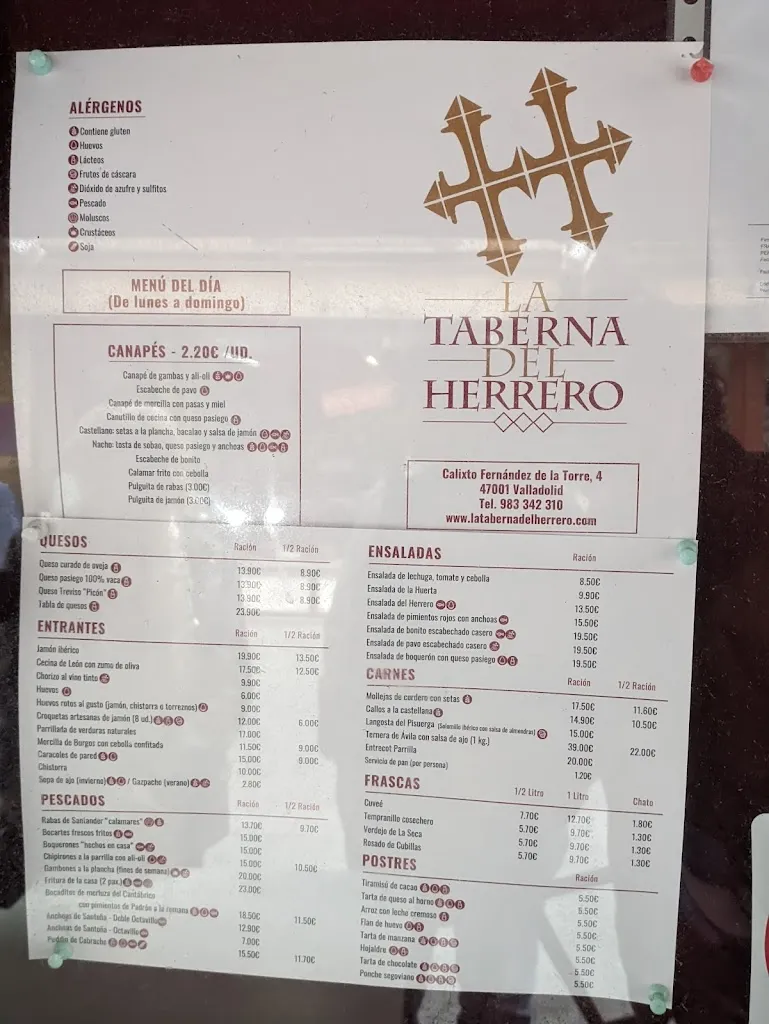 ALÉRGENOS
Contiene gluten
Huevos
Lácteos
Frutos de cáscara
Dióxido de azufre y sulfitos
Pescado
Moluscos
Crustáceos
Soja
MENÚ DEL DÍA
(De lunes a domingo)
CANAPÉS - 2.20€ /UD.
Canapé de gambas y ali-oli
Escabeche de pavo
Canapé de morcilla con pasas y miel
Canutillo de cecina con queso pasiego
Castellano: setas a la plancha, bacalao y salsa de jamón
Nacho: tosta de sobao, queso pasiego y anchoas
Escabeche de bonito
Calamar frito con cebolla
Pulguita de rabas (3.00€)
Pulguita de jamón (3.00€)
LA
TABERNA
DEL
HERRERO
Calixto Fernández de la Torre, 4
47001 Valladolid
Tel. 983 342 310
www.latabernadelherrero.com
QUESOS Ración 1/2 Ración
Queso curado de oveja 13.90€ 8.90€
Queso pasiego 100% vaca 13.90€ 8.90€
Queso Treviso "Picón" 13.90€ 8.90€
Tabla de quesos 23.90€
ENTRANTES Ración 1/2 Ración
Jamón ibérico 19.90€ 13.50€
Cecina de León con zumo de oliva 17.50€ 12.50€
Chorizo al vino tinto 9.90€
Huevos 6.00€
Huevos rotos al gusto (jamón, chistorra o torreznos) 9.00€
Croquetas artesanas de jamón (8 ud.) 12.00€ 6.00€
Parrillada de verduras naturales
Morcilla de Burgos con cebolla confitada 11.50€ 9.00€
Caracoles de pared 15.00€ 9.00€
Chistorra 10.00€
Sopa de ajo (invierno) / Gazpacho (verano) 2.80€
PESCADOS Ración 1/2 Ración
Rabas de Santander "calamares" 13.70€ 9.70€
Bocartes frescos fritos 15.00€
Boquerones "hechos en casa" 15.00€
Chipirones a la parrilla con ali-oli 15.00€
Gambones a la plancha (fines de semana) 20.00€ 10.50€
Fritura de la casa (2 pax.) 23.00€
Bocaditos de merluza del Cantábrico
con pimientos de Padrón a la romana 18.50€ 11.50€
Anchoas de Santoña - Doble Octavillo 12.90€
Anchoas de Santoña - Octavillo 7.00€
Pudín de Cabracho 15.50€ 11.70€
ENSALADAS Ración
Ensalada de lechuga, tomate y cebolla 8.50€
Ensalada de la Huerta 9.90€
Ensalada del Herrero 13.50€
Ensalada de pimientos rojos con anchoas 15.50€
Ensalada de bonito escabechado casero 19.50€
Ensalada de pavo escabechado casero 19.50€
Ensalada de boquerón con queso pasiego 19.50€
CARNES Ración 1/2 Ración
Mollejas de cordero con setas 17.50€ 11.60€
Callos a la castellana 14.90€ 10.50€
Langosta del Pisuerga (Solomillo ibérico con salsa de almendras) 15.00€
Ternera de Ávila con salsa de ajo (1 kg.) 39.00€ 22.00€
Entrecot Parrilla 20.00€
Servicio de pan (por persona) 1.20€
FRASCAS 1/2 Litro 1 Litro Chato
Cuveé 7.70€ 12.70€ 1.80€
Tempranillo cosechero 5.70€ 9.70€ 1.30€
Verdejo de La Seca 5.70€ 9.70€ 1.30€
Rosado de Cubillas 5.70€ 9.70€ 1.30€
POSTRES Ración
Tiramisú de cacao 5.50€
Tarta de queso al horno 5.50€
Arroz con leche cremoso 5.50€
Flan de huevo 5.50€
Tarta de manzana 5.50€
Hojaldre 5.50€
Tarta de chocolate 5.50€
Ponche segoviano 5.50€